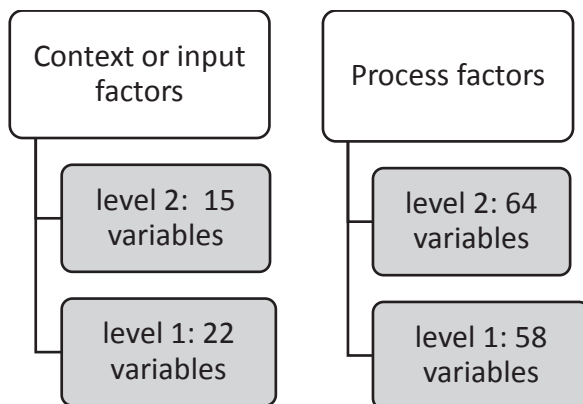 Context or input
factors
level 2:  15
variables
level 1: 22
variables
Process factors
level 2: 64
variables
level 1: 58
variables